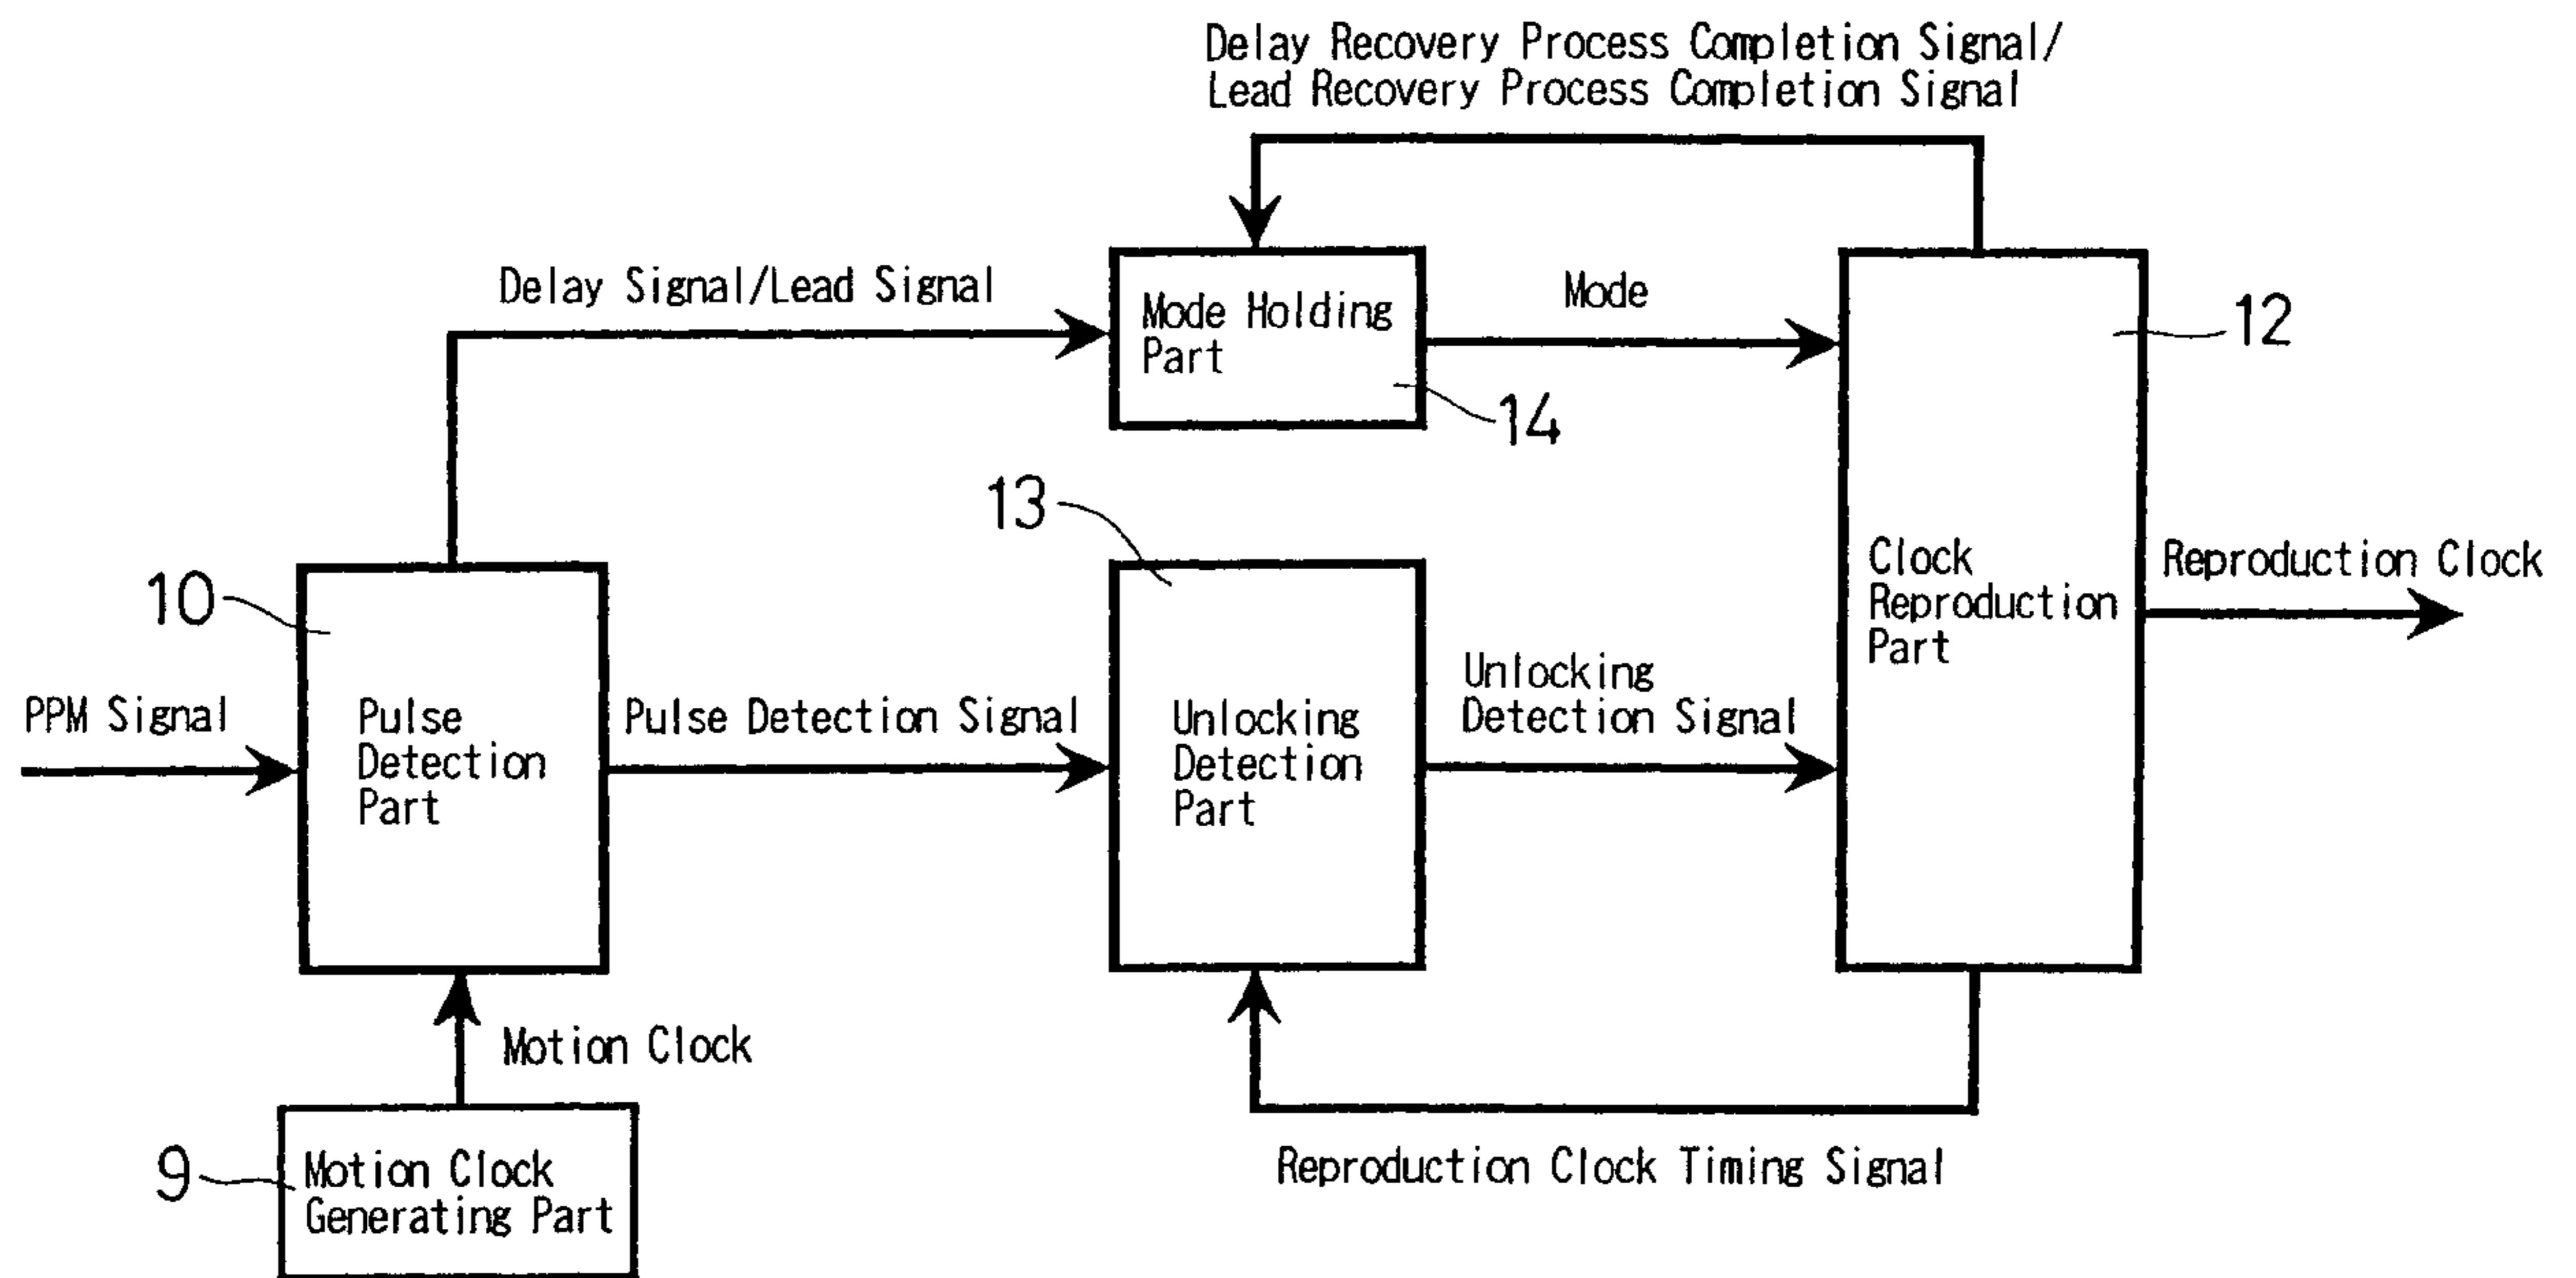 Delay Recovery Process Completion Signal/
Lead Recovery Process Completion Signal
Delay Signal/Lead Signal
Mode Holding
Part
Mode
12
14
13
10
Clock
Reproduction
Part
Reproduction Clock
PPM Signal
Pulse
Detection
Part
Pulse Detection Signal
Unlocking
Detection
Part
Unlocking
Detection Signal
Motion Clock
9
Motion Clock
Generating Part
Reproduction Clock Timing Signal